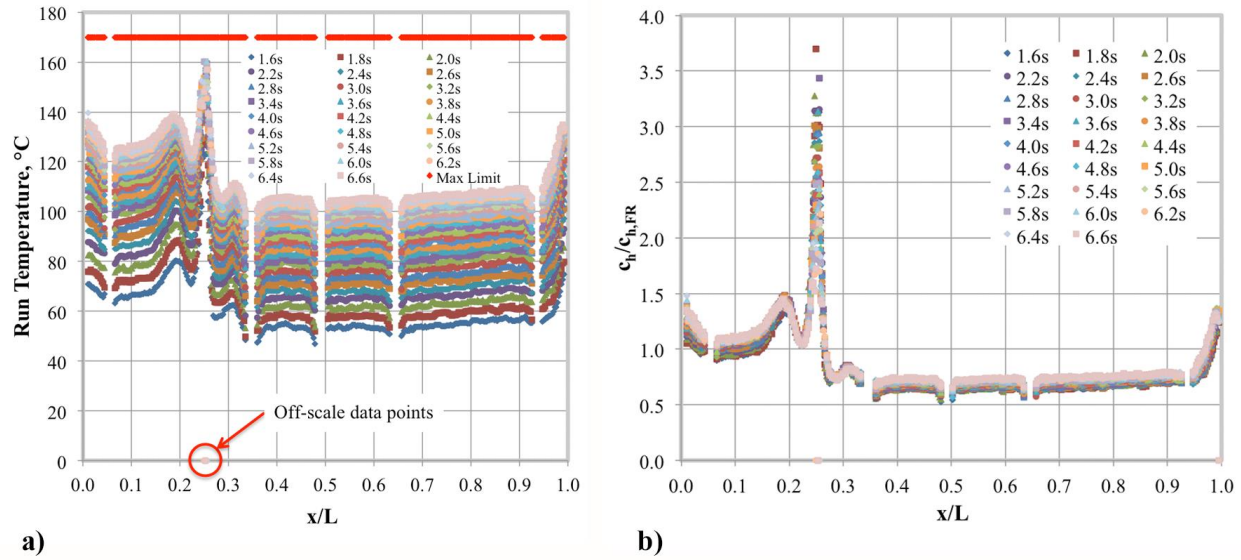 180
160
140
120
100
80
60
40
20
0
Run Temperature, °C
1.6s 1.8s 2.0s
2.2s 2.4s 2.6s
2.8s 3.0s 3.2s
3.4s 3.6s 3.8s
4.0s 4.2s 4.4s
4.6s 4.8s 5.0s
5.2s 5.4s 5.6s
5.8s 6.0s 6.2s
6.4s 6.6s Max Limit
Off-scale data points
0.0 0.1 0.2 0.3 0.4 0.5 0.6 0.7 0.8 0.9 1.0
x/L
a)
4.0
3.5
3.0
2.5
2.0
1.5
1.0
0.5
0.0
ch/ch,FR
1.6s 1.8s 2.0s
2.2s 2.4s 2.6s
2.8s 3.0s 3.2s
3.4s 3.6s 3.8s
4.0s 4.2s 4.4s
4.6s 4.8s 5.0s
5.2s 5.4s 5.6s
5.8s 6.0s 6.2s
6.4s 6.6s
0.0 0.1 0.2 0.3 0.4 0.5 0.6 0.7 0.8 0.9 1.0
x/L
b)